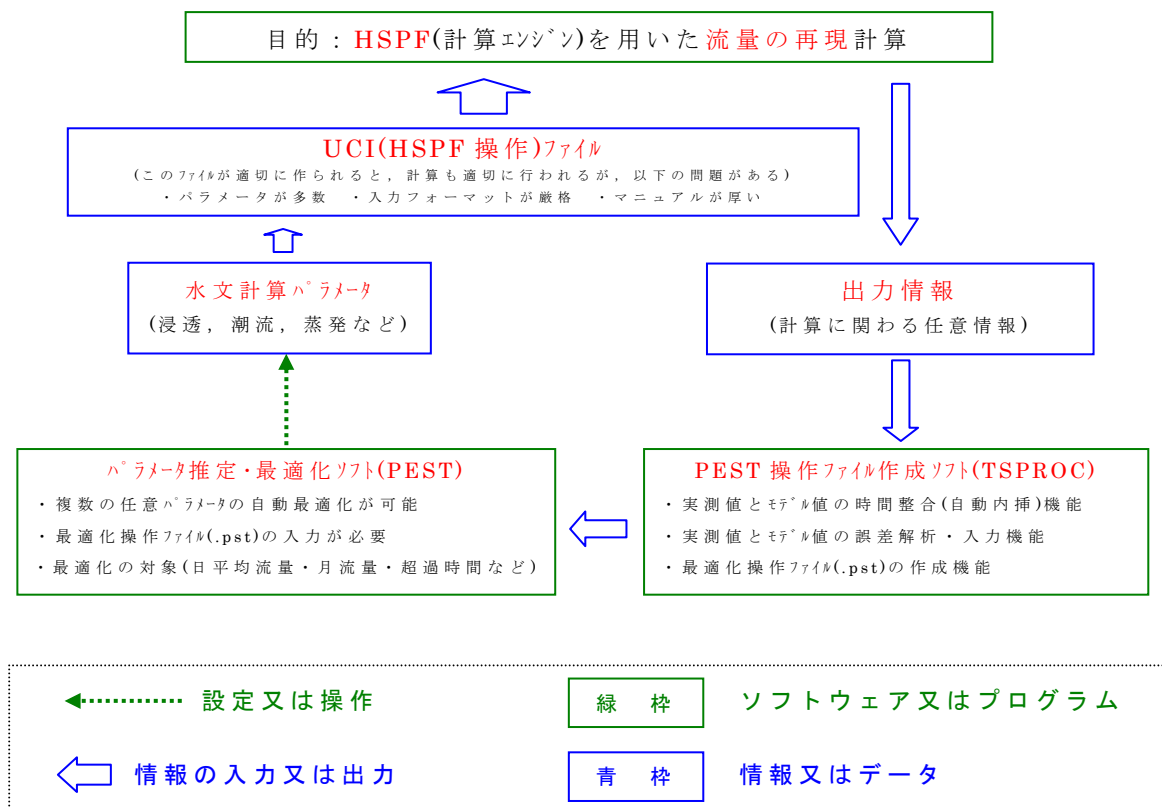 目的：HSPF(計算ｴﾝｼﾞﾝ)を用いた流量の再現計算
UCI(HSPF 操作)ﾌｧｲﾙ
(このﾌｧｲﾙが適切に作られると，計算も適切に行われるが，以下の問題がある)
・パラメータが多数　・入力フォーマットが厳格　・マニュアルが厚い
水文計算ﾊﾟﾗﾒｰﾀ
(浸透，潮流，蒸発など)
出力情報
(計算に関わる任意情報)
ﾊﾟﾗﾒｰﾀ推定・最適化ｿﾌﾄ(PEST)
・複数の任意ﾊﾟﾗﾒｰﾀの自動最適化が可能
・最適化操作ﾌｧｲﾙ(.pst)の入力が必要
・最適化の対象(日平均流量・月流量・超過時間など)
PEST 操作ﾌｧｲﾙ作成ｿﾌﾄ(TSPROC)
・実測値とﾓﾃﾞﾙ値の時間整合(自動内挿)機能
・実測値とﾓﾃﾞﾙ値の誤差解析・入力機能
・最適化操作ﾌｧｲﾙ(.pst)の作成機能
設定又は操作
緑　枠
ソフトウェア又はプログラム
情報の入力又は出力
青　枠
情報又はデータ